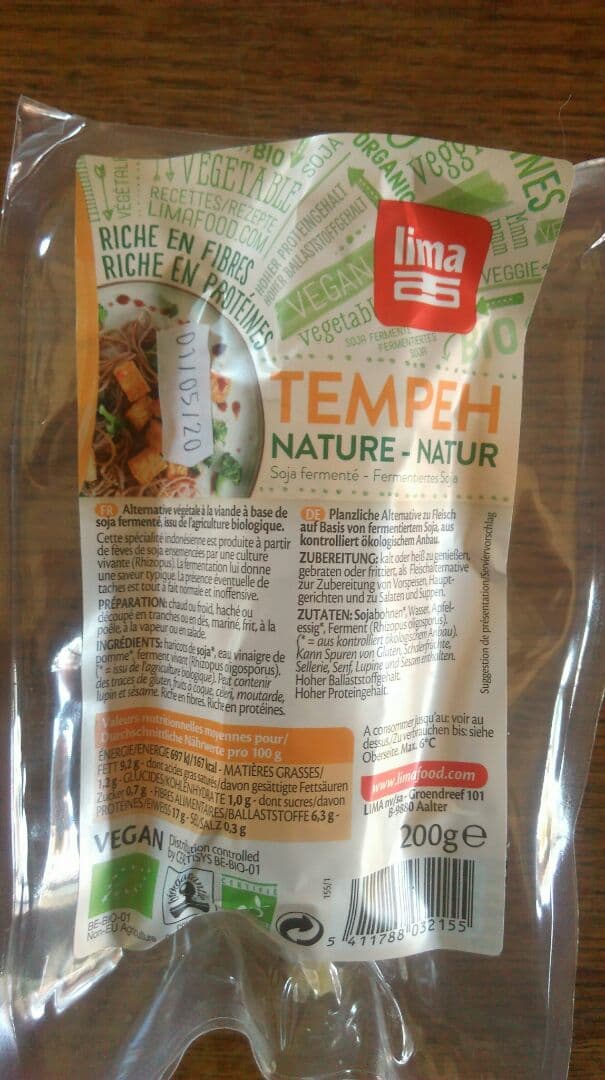 VÉGÉTAL
BIO
SOJA
VEGETABLE
RECETTES/REZEPTE
LIMAFOOD.COM
ORGANIC
VEGAN
HOHER PROTEINGEHALT
HOHER BALLASTSTOFFGEHALT
RICHE EN FIBRES
RICHE EN PROTÉINES
lima
VEGGIE
BIO
SOJA FERMENTÉ
FERMENTIERTES
SOJA
01/05/20
TEMPEH
NATURE - NATUR
Soja fermenté - Fermentiertes Soja
FR Alternative végétale à la viande à base de
soja fermenté, issu de l'agriculture biologique.
Cette spécialité indonésienne est produite à partir
de fèves de soja ensemencées par une culture
vivante (Rhizopus). La fermentation lui donne
une saveur typique. La présence éventuelle de
taches est tout à fait normale et inoffensive.
PRÉPARATION: chaud ou froid, haché ou
découpé en tranches ou en dés, mariné, frit, à la
poêle, à la vapeur ou en salade.
INGRÉDIENTS: haricots de soja*, eau, vinaigre de
pomme*, ferment vivant (Rhizopus oligosporus).
(* = issu de l'agriculture biologique). Peut contenir
des traces de gluten, fruits à coque, céleri, moutarde,
lupin et sésame. Riche en fibres. Riche en protéines.
DE Planzliche Alternative zu Fleisch
auf Basis von fermentiertem Soja, aus
kontrolliert ökologischem Anbau.
ZUBEREITUNG: kalt oder heiß zu genießen,
gebraten oder frittiert, als Fleischalternative
zur Zubereitung von Vorspeisen, Haupt-
gerichten und zu Salaten und Suppen.
ZUTATEN: Sojabohnen*, Wasser, Apfel-
essig*, Ferment (Rhizopus oligosporus).
(* = aus kontrolliert ökologischem Anbau).
Kann Spuren von Gluten, Schalenfrüchte,
Sellerie, Senf, Lupine und Sesam enthalten.
Hoher Ballaststoffgehalt.
Hoher Proteingehalt.
Suggestion de présentation/Serviervorschlag
Valeurs nutritionnelles moyennes pour/
Durchschnittliche Nährwerte pro 100 g
ÉNERGIE/ENERGIE 697 kJ/167 kcal - MATIÈRES GRASSES/
FETT 9,2 g - dont acides gras saturés/davon gesättigte Fettsäuren
1,2 g - GLUCIDES/KOHLENHYDRATE 1,0 g - dont sucres/davon
Zucker 0,7 g - FIBRES ALIMENTAIRES/BALLASTSTOFFE 6,3 g -
PROTÉINES/EIWEISS 17 g - SEL/SALZ 0,3 g
A consommer jusqu'au: voir au
dessus./Zu verbrauchen bis: siehe
Oberseite. Max. 6°C
www.limafood.com
LIMA nv/sa - Groendreef 101
B-9880 Aalter
200g e
VEGAN
Distribution controlled
by CERTISYS BE-BIO-01
BE-BIO-01
Non-EU Agriculture
CERTIFIÉ
155/1
5 411788 032155